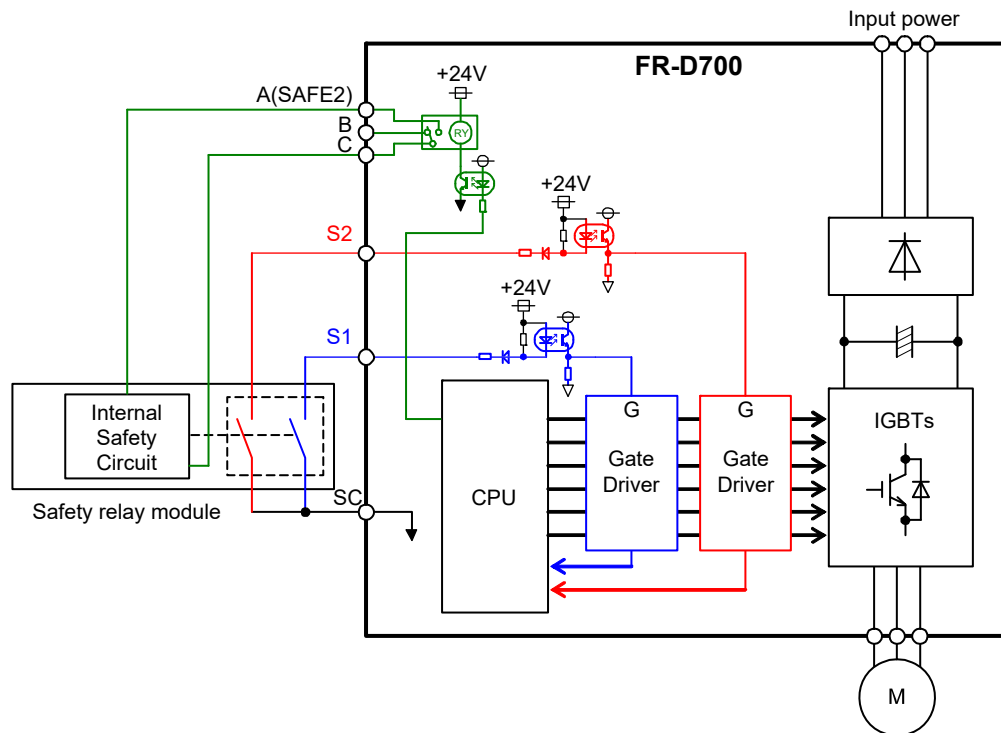 Input power
FR-D700
+24V
A(SAFE2)
B
C
RY
+24V
S2
+24V
S1
Internal
Safety
Circuit
Safety relay module
SC
CPU
G
Gate
Driver
G
Gate
Driver
IGBTs
M